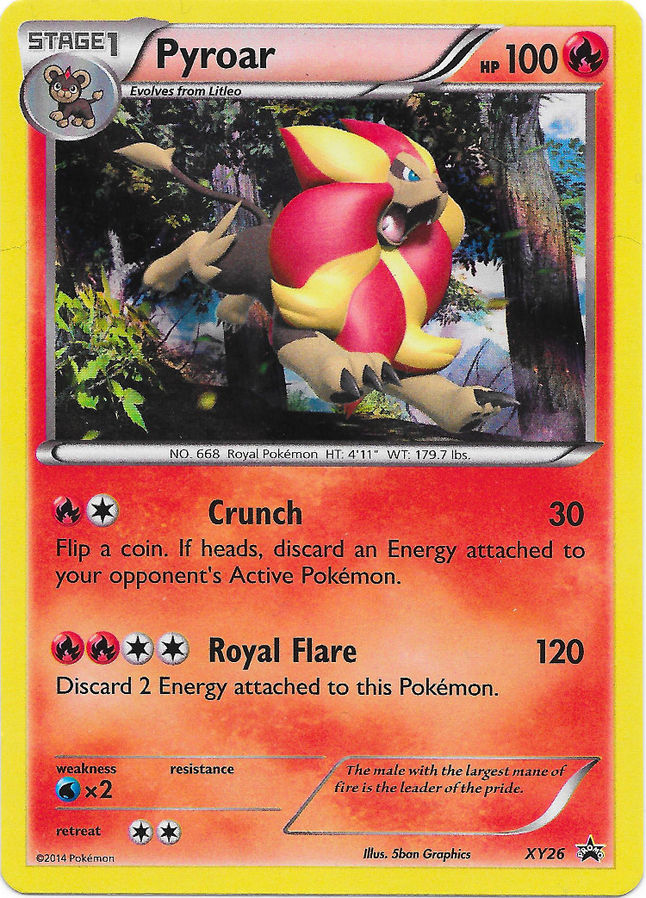 STAGE1
Pyroar
HP 100
Evolves from Litleo
NO. 668 Royal Pokémon HT: 4'11" WT: 179.7 lbs.
Crunch 30
Flip a coin. If heads, discard an Energy attached to
your opponent's Active Pokémon.
Royal Flare 120
Discard 2 Energy attached to this Pokémon.
weakness resistance
×2
The male with the largest mane of
fire is the leader of the pride.
retreat
©2014 Pokémon Illus. 5ban Graphics XY26 PROMO